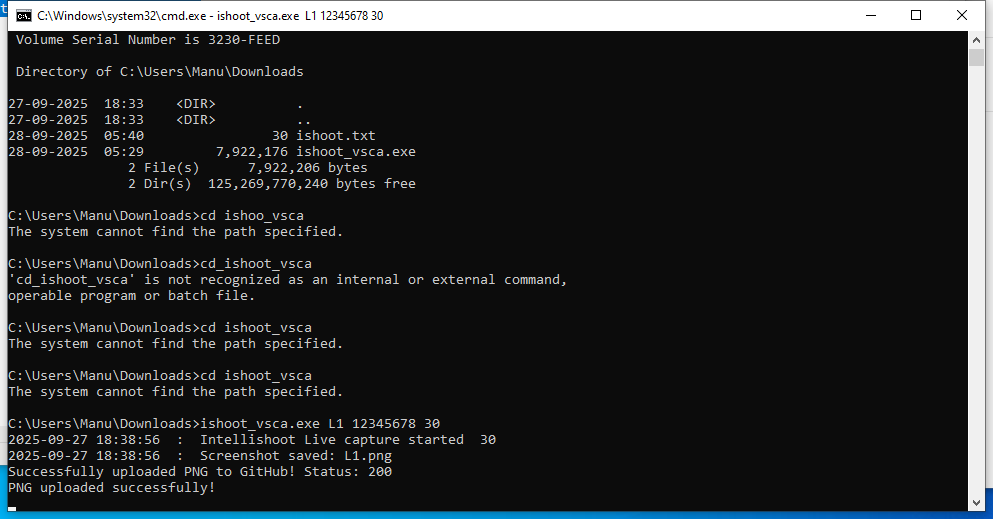 C:\Windows\system32\cmd.exe - ishoot_vsca.exe L1 12345678 30
Volume Serial Number is 3230-FEED
Directory of C:\Users\Manu\Downloads
27-09-2025  18:33    <DIR>          .
27-09-2025  18:33    <DIR>          ..
28-09-2025  05:40                30 ishoot.txt
28-09-2025  05:29         7,922,176 ishoot_vsca.exe
2 File(s)      7,922,206 bytes
2 Dir(s)  125,269,770,240 bytes free
C:\Users\Manu\Downloads>cd ishoo_vsca
The system cannot find the path specified.
C:\Users\Manu\Downloads>cd_ishoot_vsca
'cd_ishoot_vsca' is not recognized as an internal or external command,
operable program or batch file.
C:\Users\Manu\Downloads>cd ishoot_vsca
The system cannot find the path specified.
C:\Users\Manu\Downloads>cd ishoot_vsca
The system cannot find the path specified.
C:\Users\Manu\Downloads>ishoot_vsca.exe L1 12345678 30
2025-09-27 18:38:56  :  Intellishoot Live capture started  30
2025-09-27 18:38:56  :  Screenshot saved: L1.png
Successfully uploaded PNG to GitHub! Status: 200
PNG uploaded successfully!